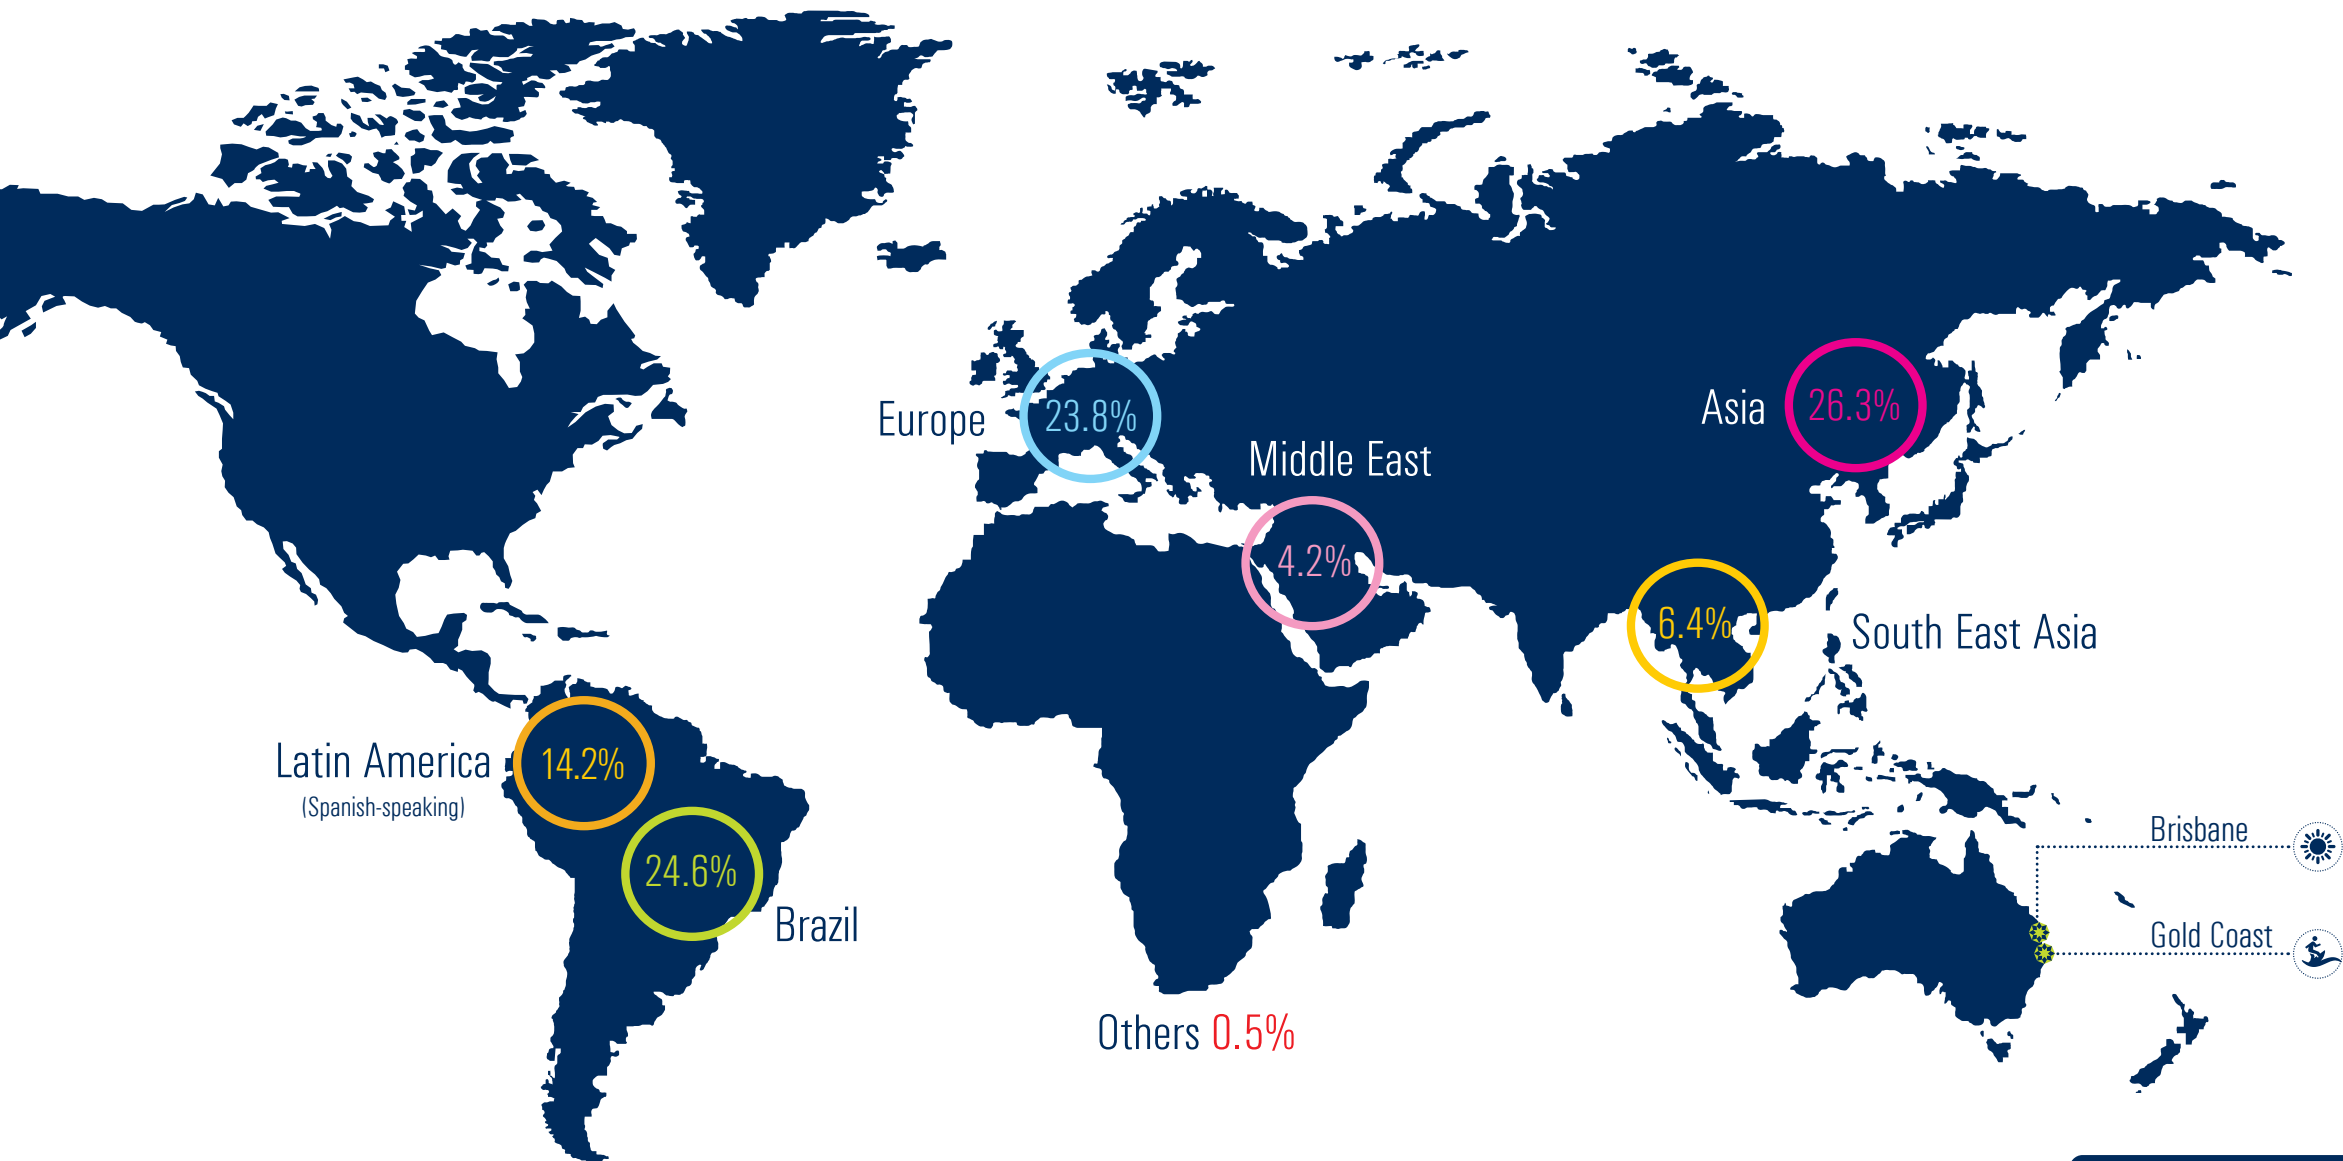 Europe
23.8%
Asia
26.3%
Middle East
4.2%
6.4%
South East Asia
Latin America
(Spanish-speaking)
14.2%
24.6%
Brazil
Brisbane
Gold Coast
Others 0.5%